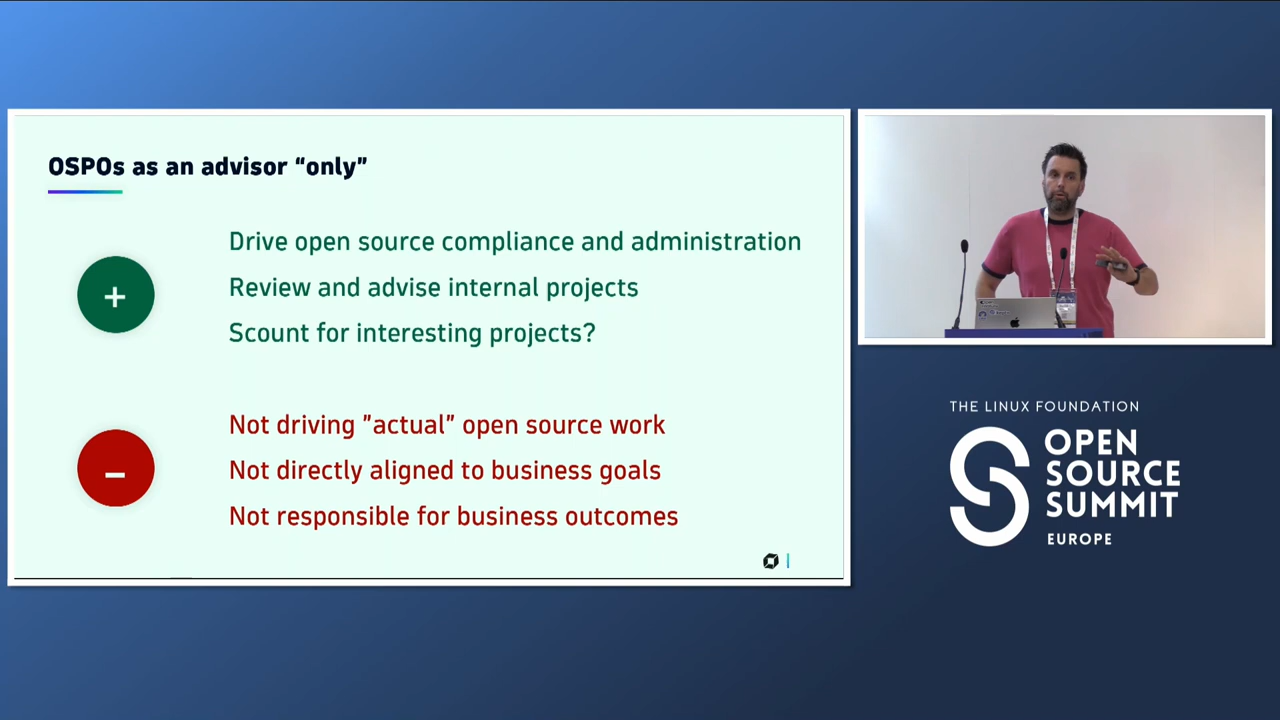 OSPOs as an advisor “only”
+
Drive open source compliance and administration
Review and advise internal projects
Scount for interesting projects?
–
Not driving ”actual” open source work
Not directly aligned to business goals
Not responsible for business outcomes
THE LINUX FOUNDATION
OPEN
SOURCE
SUMMIT
EUROPE